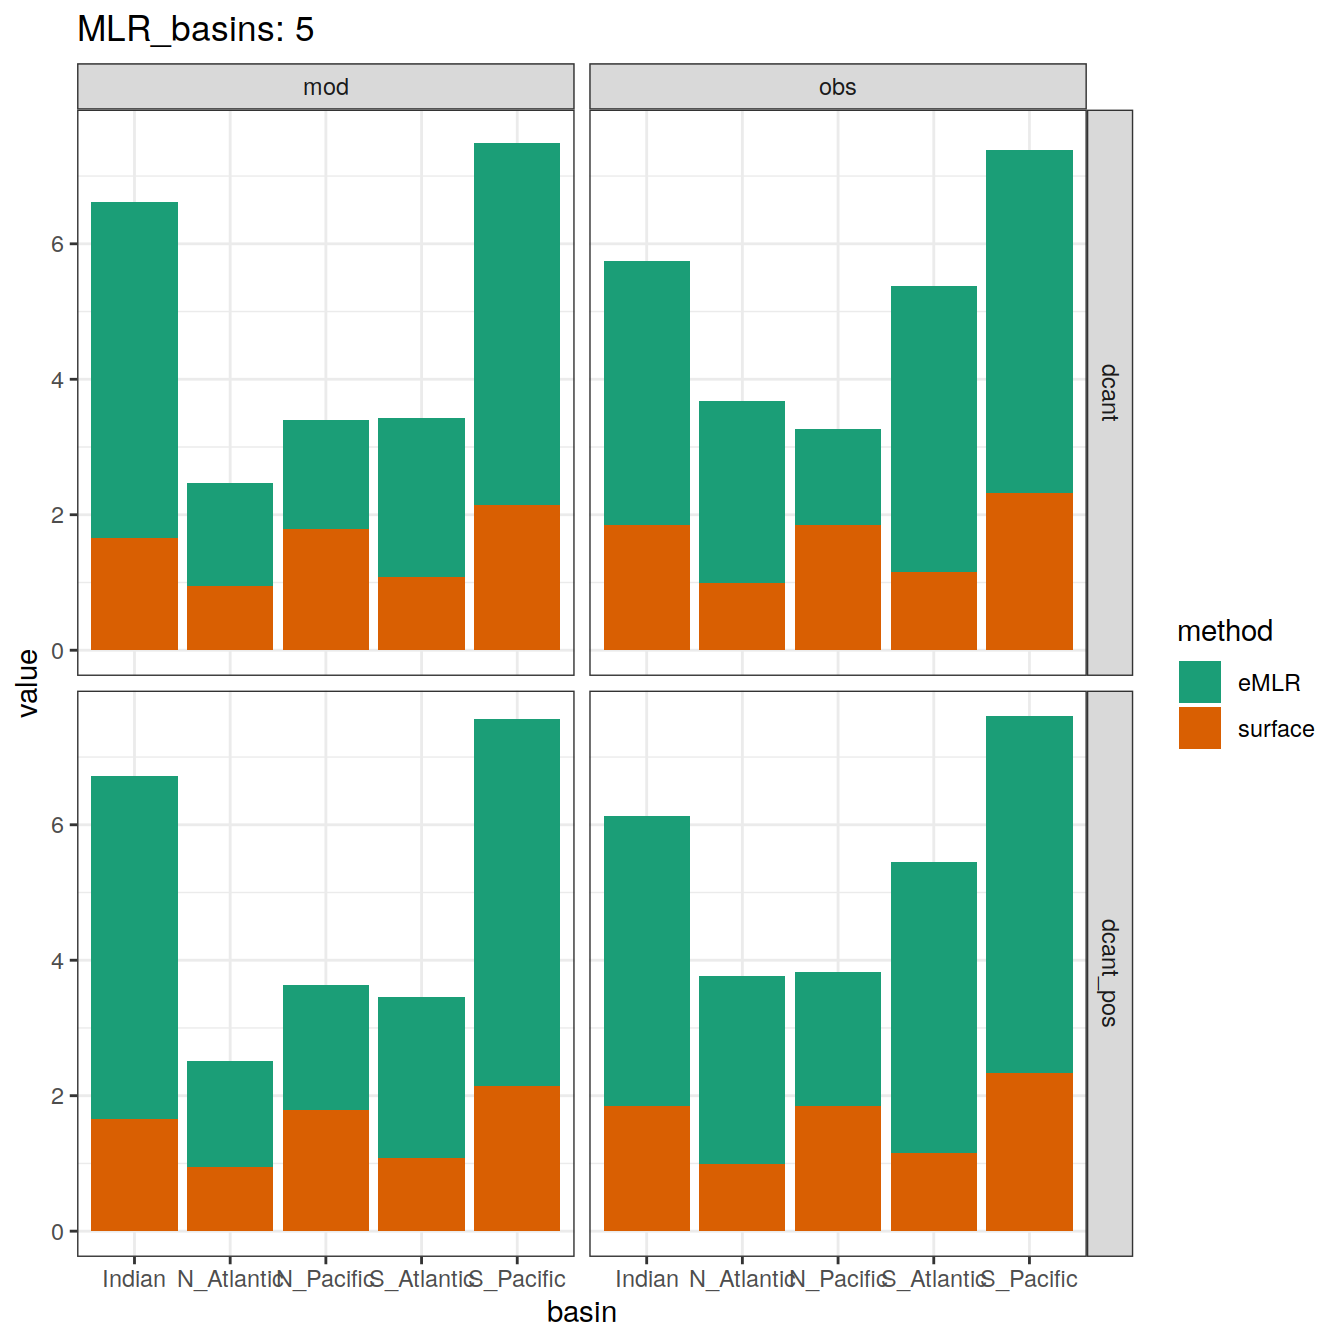 MLR_basins: 5
mod
obs
6
4
2
0
dcant
value
6
4
2
0
dcant_pos
method
eMLR
surface
Indian N_Atlantic N_Pacific S_Atlantic S_Pacific
Indian N_Atlantic N_Pacific S_Atlantic S_Pacific
basin